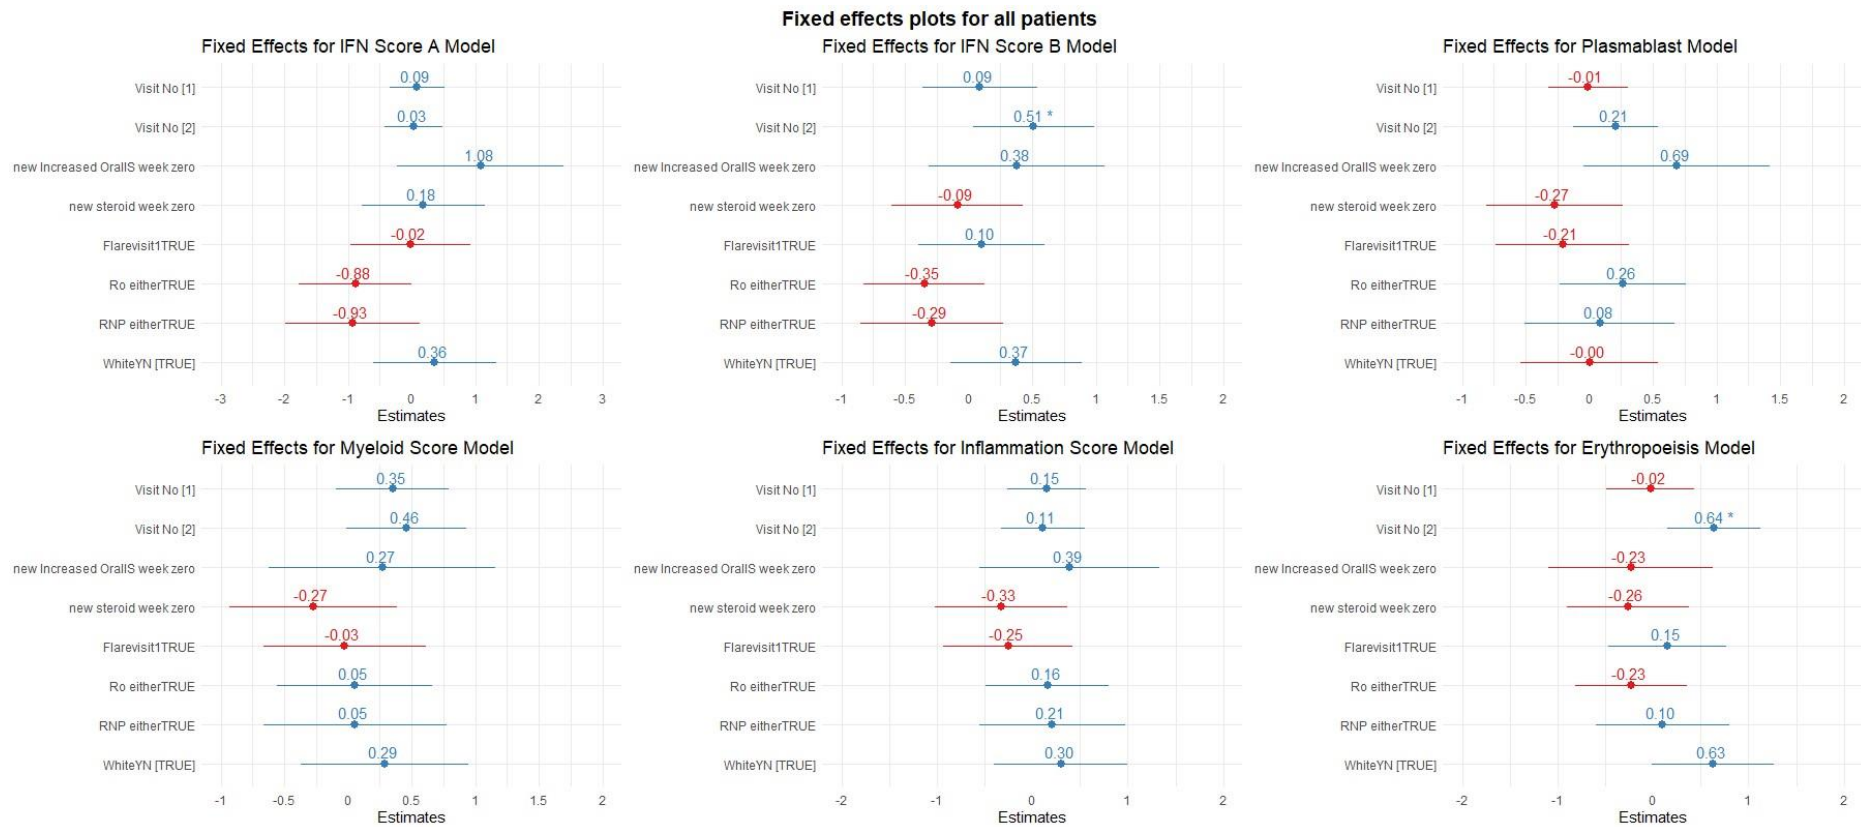 Fixed effects plots for all patients
Fixed Effects for IFN Score A Model
Visit No [1]
0.09
Visit No [2]
0.03
new Increased OralIS week zero
1.08
new steroid week zero
0.18
Flarevisit1TRUE
-0.02
Ro eitherTRUE
-0.88
RNP eitherTRUE
-0.93
WhiteYN [TRUE]
0.36
-3 -2 -1 0 1 2 3
Estimates
Fixed Effects for IFN Score B Model
Visit No [1]
0.09
Visit No [2]
0.51 *
new Increased OralIS week zero
0.38
new steroid week zero
-0.09
Flarevisit1TRUE
0.10
Ro eitherTRUE
-0.35
RNP eitherTRUE
-0.29
WhiteYN [TRUE]
0.37
-1 -0.5 0 0.5 1 1.5 2
Estimates
Fixed Effects for Plasmablast Model
Visit No [1]
-0.01
Visit No [2]
0.21
new Increased OralIS week zero
0.69
new steroid week zero
-0.27
Flarevisit1TRUE
-0.21
Ro eitherTRUE
0.26
RNP eitherTRUE
0.08
WhiteYN [TRUE]
-0.00
-1 -0.5 0 0.5 1 1.5 2
Estimates
Fixed Effects for Myeloid Score Model
Visit No [1]
0.35
Visit No [2]
0.46
new Increased OralIS week zero
0.27
new steroid week zero
-0.27
Flarevisit1TRUE
-0.03
Ro eitherTRUE
0.05
RNP eitherTRUE
0.05
WhiteYN [TRUE]
0.29
-1 -0.5 0 0.5 1 1.5 2
Estimates
Fixed Effects for Inflammation Score Model
Visit No [1]
0.15
Visit No [2]
0.11
new Increased OralIS week zero
0.39
new steroid week zero
-0.33
Flarevisit1TRUE
-0.25
Ro eitherTRUE
0.16
RNP eitherTRUE
0.21
WhiteYN [TRUE]
0.30
-2 -1 0 1 2
Estimates
Fixed Effects for Erythropoeisis Model
Visit No [1]
-0.02
Visit No [2]
0.64 *
new Increased OralIS week zero
-0.23
new steroid week zero
-0.26
Flarevisit1TRUE
0.15
Ro eitherTRUE
-0.23
RNP eitherTRUE
0.10
WhiteYN [TRUE]
0.63
-2 -1 0 1 2
Estimates